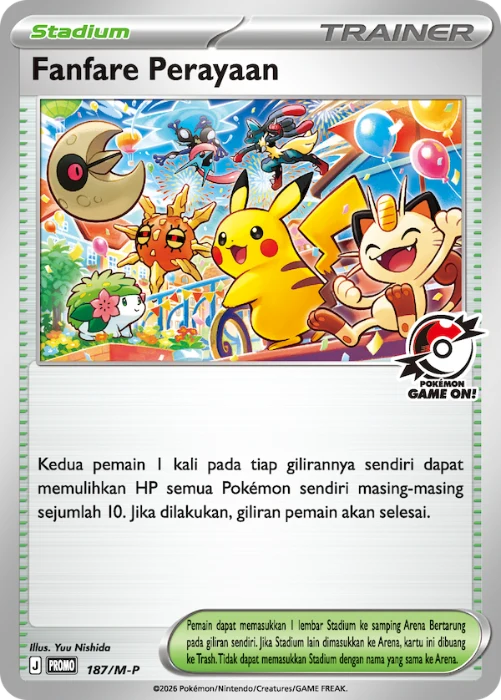 Stadium
TRAINER
Fanfare Perayaan
POKÉMON
GAME ON!
Kedua pemain 1 kali pada tiap gilirannya sendiri dapat
memulihkan HP semua Pokémon sendiri masing-masing
sejumlah 10. Jika dilakukan, giliran pemain akan selesai.
Pemain dapat memasukkan 1 lembar Stadium ke samping Arena Bertarung
pada giliran sendiri. Jika Stadium lain dimasukkan ke Arena, kartu ini dibuang
ke Trash. Tidak dapat memasukkan Stadium dengan nama yang sama ke Arena.
Illus. Yuu Nishida
J PROMO 187/M-P
©2026 Pokémon/Nintendo/Creatures/GAME FREAK.